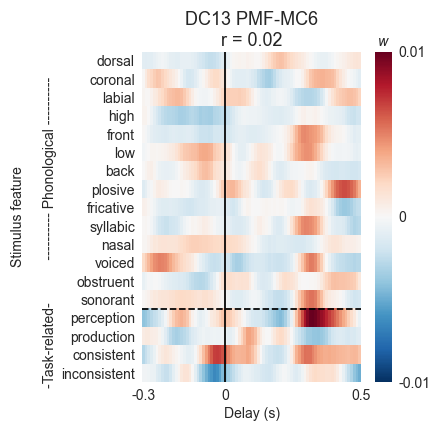 DC13 PMF-MC6
r = 0.02
w
dorsal
coronal
labial
high
front
low
back
plosive
fricative
syllabic
nasal
voiced
obstruent
sonorant
perception
production
consistent
inconsistent
Stimulus feature
---------- Phonological ----------
-Task-related-
-0.3
0
0.5
Delay (s)
0.01
0
-0.01